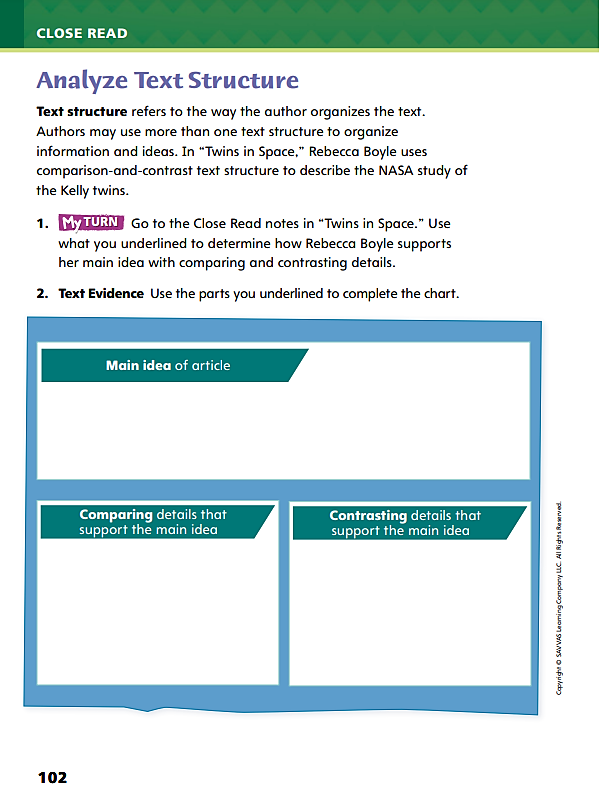 CLOSE READ
Analyze Text Structure
Text structure refers to the way the author organizes the text.
Authors may use more than one text structure to organize
information and ideas. In “Twins in Space,” Rebecca Boyle uses
comparison-and-contrast text structure to describe the NASA study of
the Kelly twins.
1. My TURN Go to the Close Read notes in “Twins in Space.” Use
what you underlined to determine how Rebecca Boyle supports
her main idea with comparing and contrasting details.
2. Text Evidence Use the parts you underlined to complete the chart.
Main idea of article
Comparing details that
support the main idea
Contrasting details that
support the main idea
Copyright © SAVVAS Learning Company LLC. All Rights Reserved.
102